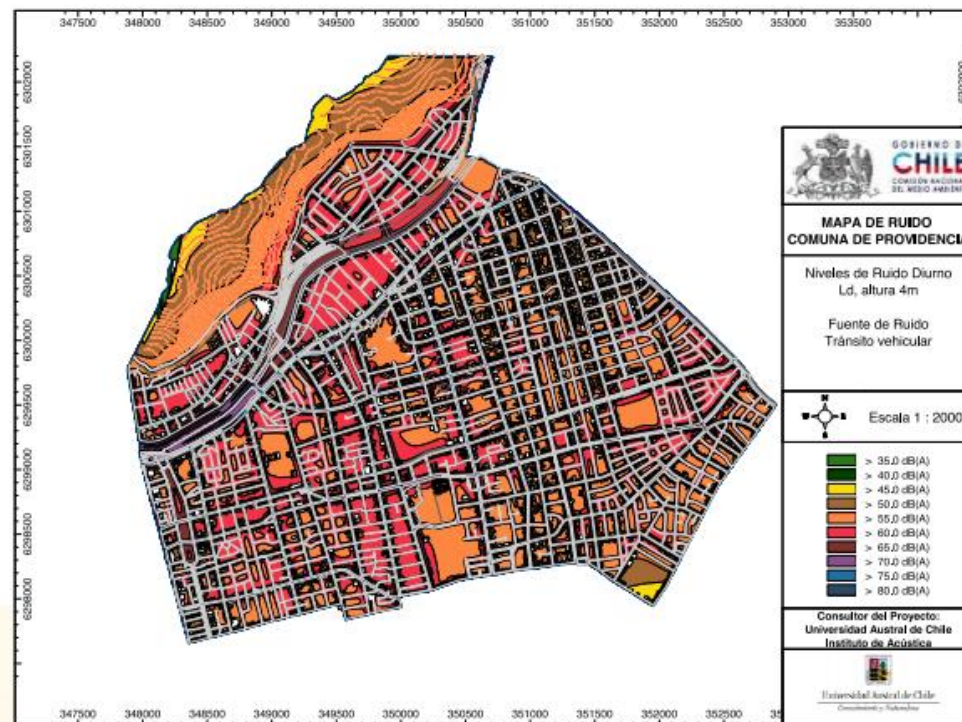 347500 348000 348500 349000 349500 350000 350500 351000 351500 352000 352500 353000 353500
6302000
6301500
6301000
6300500
6300000
6299500
6299000
6298500
6298000
GOBIERNO D
CHILE
COMISIÓN NACIONAL
DEL MEDIO AMBIENTE
MAPA DE RUIDO
COMUNA DE PROVIDENCI
Niveles de Ruido Diurno
Ld, altura 4m
Fuente de Ruido
Tránsito vehicular
Escala 1 : 2000
> 35.0 dB(A)
> 40.0 dB(A)
> 45.0 dB(A)
> 50.0 dB(A)
> 55.0 dB(A)
> 60.0 dB(A)
> 65.0 dB(A)
> 70.0 dB(A)
> 75.0 dB(A)
> 80.0 dB(A)
Consultor del Proyecto:
Universidad Austral de Chile
Instituto de Acústica
Universidad Austral de Chile
Conocimiento y Naturaleza
347500 348000 348500 349000 349500 350000 350500 351000 351500 352000 352500 35